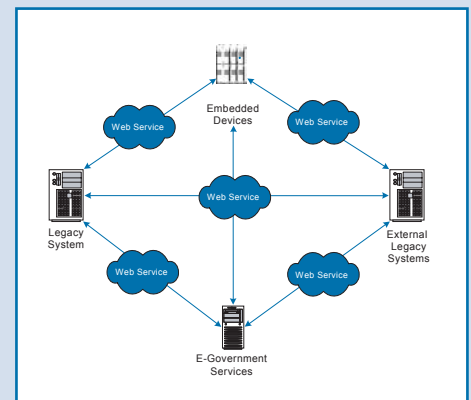 Embedded
Devices
Web Service
Web Service
Web Service
Legacy
System
External
Legacy
Systems
Web Service
Web Service
E-Government
Services